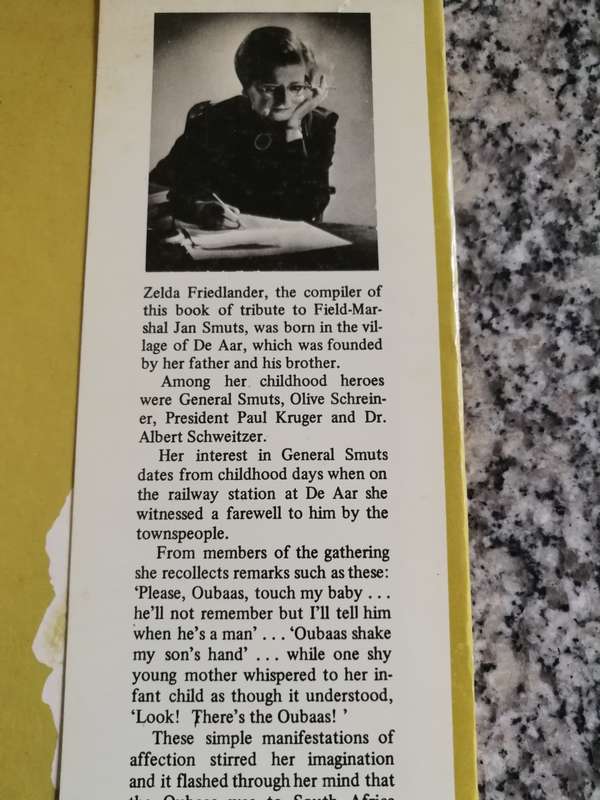 Zelda Friedlander, the compiler of
this book of tribute to Field-Mar-
shal Jan Smuts, was born in the vil-
lage of De Aar, which was founded
by her father and his brother.
Among her childhood heroes
were General Smuts, Olive Schrein-
er, President Paul Kruger and Dr.
Albert Schweitzer.
Her interest in General Smuts
dates from childhood days when on
the railway station at De Aar she
witnessed a farewell to him by the
townspeople.
From members of the gathering
she recollects remarks such as these:
‘Please, Oubaas, touch my baby . . .
he'll not remember but I'll tell him
when he's a man’ . . . ‘Oubaas shake
my son's hand’ . . . while one shy
young mother whispered to her in-
fant child as though it understood,
‘Look! There's the Oubaas! ’
These simple manifestations of
affection stirred her imagination
and it flashed through her mind that
the Oubaas was to South Africa